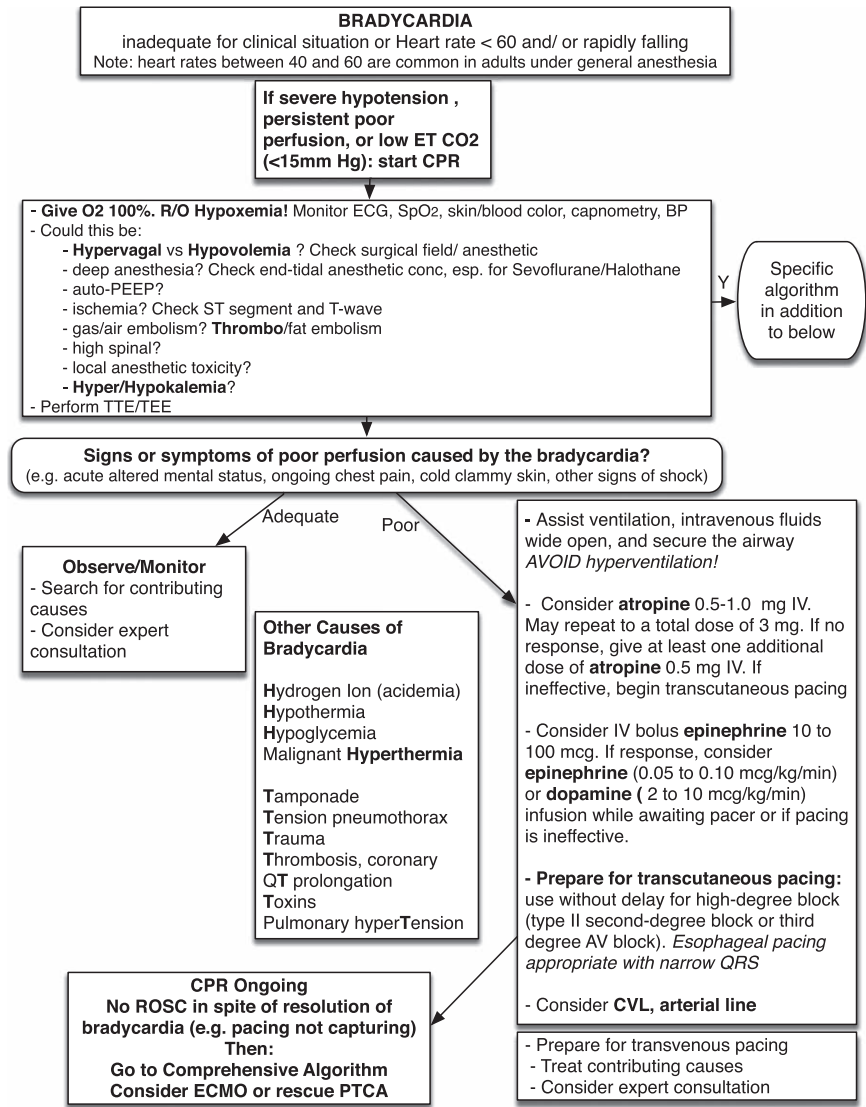 BRADYCARDIA
inadequate for clinical situation or Heart rate < 60 and/ or rapidly falling
Note: heart rates between 40 and 60 are common in adults under general anesthesia
If severe hypotension ,
persistent poor
perfusion, or low ET CO2
(<15mm Hg): start CPR
- Give O2 100%. R/O Hypoxemia! Monitor ECG, SpO2, skin/blood color, capnometry, BP
- Could this be:
- Hypervagal vs Hypovolemia ? Check surgical field/ anesthetic
- deep anesthesia? Check end-tidal anesthetic conc, esp. for Sevoflurane/Halothane
- auto-PEEP?
- ischemia? Check ST segment and T-wave
- gas/air embolism? Thrombo/fat embolism
- high spinal?
- local anesthetic toxicity?
- Hyper/Hypokalemia?
- Perform TTE/TEE
Y
Specific
algorithm
in addition
to below
Signs or symptoms of poor perfusion caused by the bradycardia?
(e.g. acute altered mental status, ongoing chest pain, cold clammy skin, other signs of shock)
Adequate
Poor
Observe/Monitor
- Search for contributing
causes
- Consider expert
consultation
Other Causes of
Bradycardia
Hydrogen Ion (acidemia)
Hypothermia
Hypoglycemia
Malignant Hyperthermia
Tamponade
Tension pneumothorax
Trauma
Thrombosis, coronary
QT prolongation
Toxins
Pulmonary hyperTension
- Assist ventilation, intravenous fluids
wide open, and secure the airway
AVOID hyperventilation!
- Consider atropine 0.5-1.0 mg IV.
May repeat to a total dose of 3 mg. If no
response, give at least one additional
dose of atropine 0.5 mg IV. If
ineffective, begin transcutaneous pacing
- Consider IV bolus epinephrine 10 to
100 mcg. If response, consider
epinephrine (0.05 to 0.10 mcg/kg/min)
or dopamine ( 2 to 10 mcg/kg/min)
infusion while awaiting pacer or if pacing
is ineffective.
- Prepare for transcutaneous pacing:
use without delay for high-degree block
(type II second-degree block or third
degree AV block). Esophageal pacing
appropriate with narrow QRS
- Consider CVL, arterial line
CPR Ongoing
No ROSC in spite of resolution of
bradycardia (e.g. pacing not capturing)
Then:
Go to Comprehensive Algorithm
Consider ECMO or rescue PTCA
- Prepare for transvenous pacing
- Treat contributing causes
- Consider expert consultation